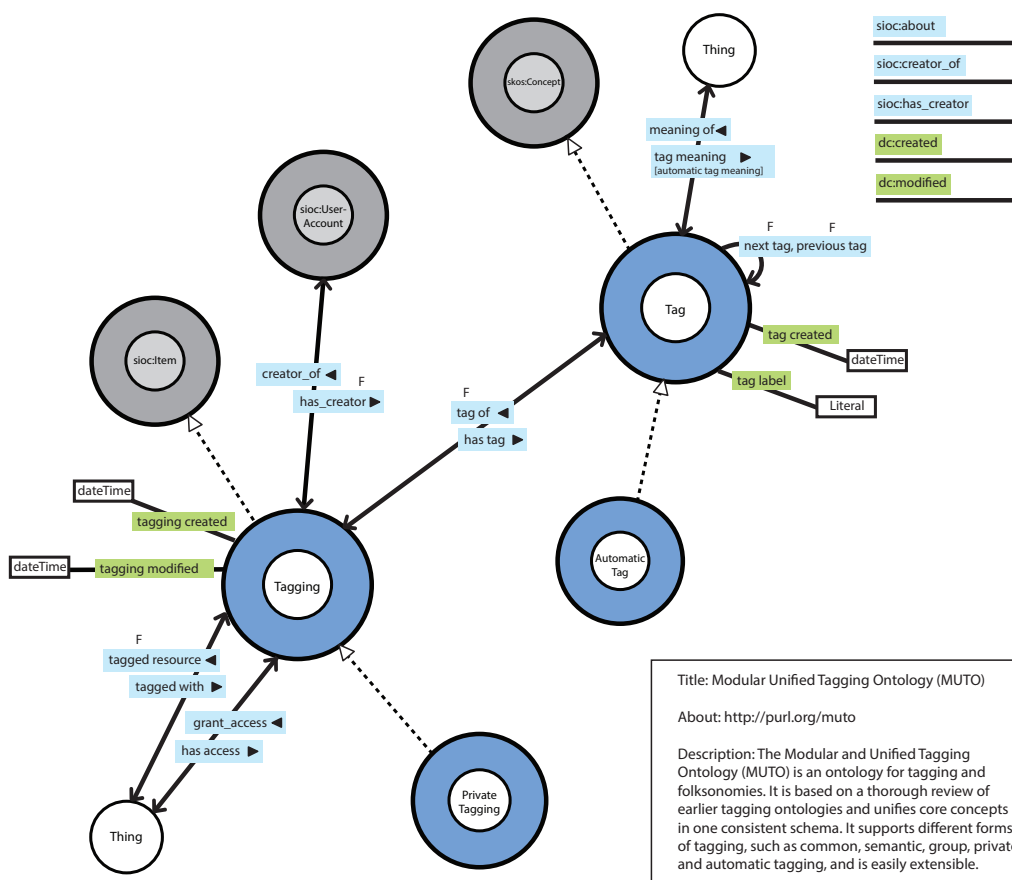 sioc:about
Thing
sioc:creator_of
skos:Concept
sioc:has_creator
meaning of ◀
dc:created
tag meaning ▶
[automatic tag meaning]
dc:modified
sioc:User-
Account
F F
next tag, previous tag
Tag
tag created
dateTime
sioc:Item
creator_of ◀
F
has_creator ▶
tag label
Literal
F
tag of ◀
has tag ▶
dateTime
tagging created
dateTime
tagging modified
Tagging
Automatic
Tag
F
tagged resource ◀
tagged with ▶
grant_access ◀
has access ▶
Private
Tagging
Thing
Title: Modular Unified Tagging Ontology (MUTO)
About: http://purl.org/muto
Description: The Modular and Unified Tagging
Ontology (MUTO) is an ontology for tagging and
folksonomies. It is based on a thorough review of
earlier tagging ontologies and unifies core concepts
in one consistent schema. It supports different forms
of tagging, such as common, semantic, group, private
and automatic tagging, and is easily extensible.